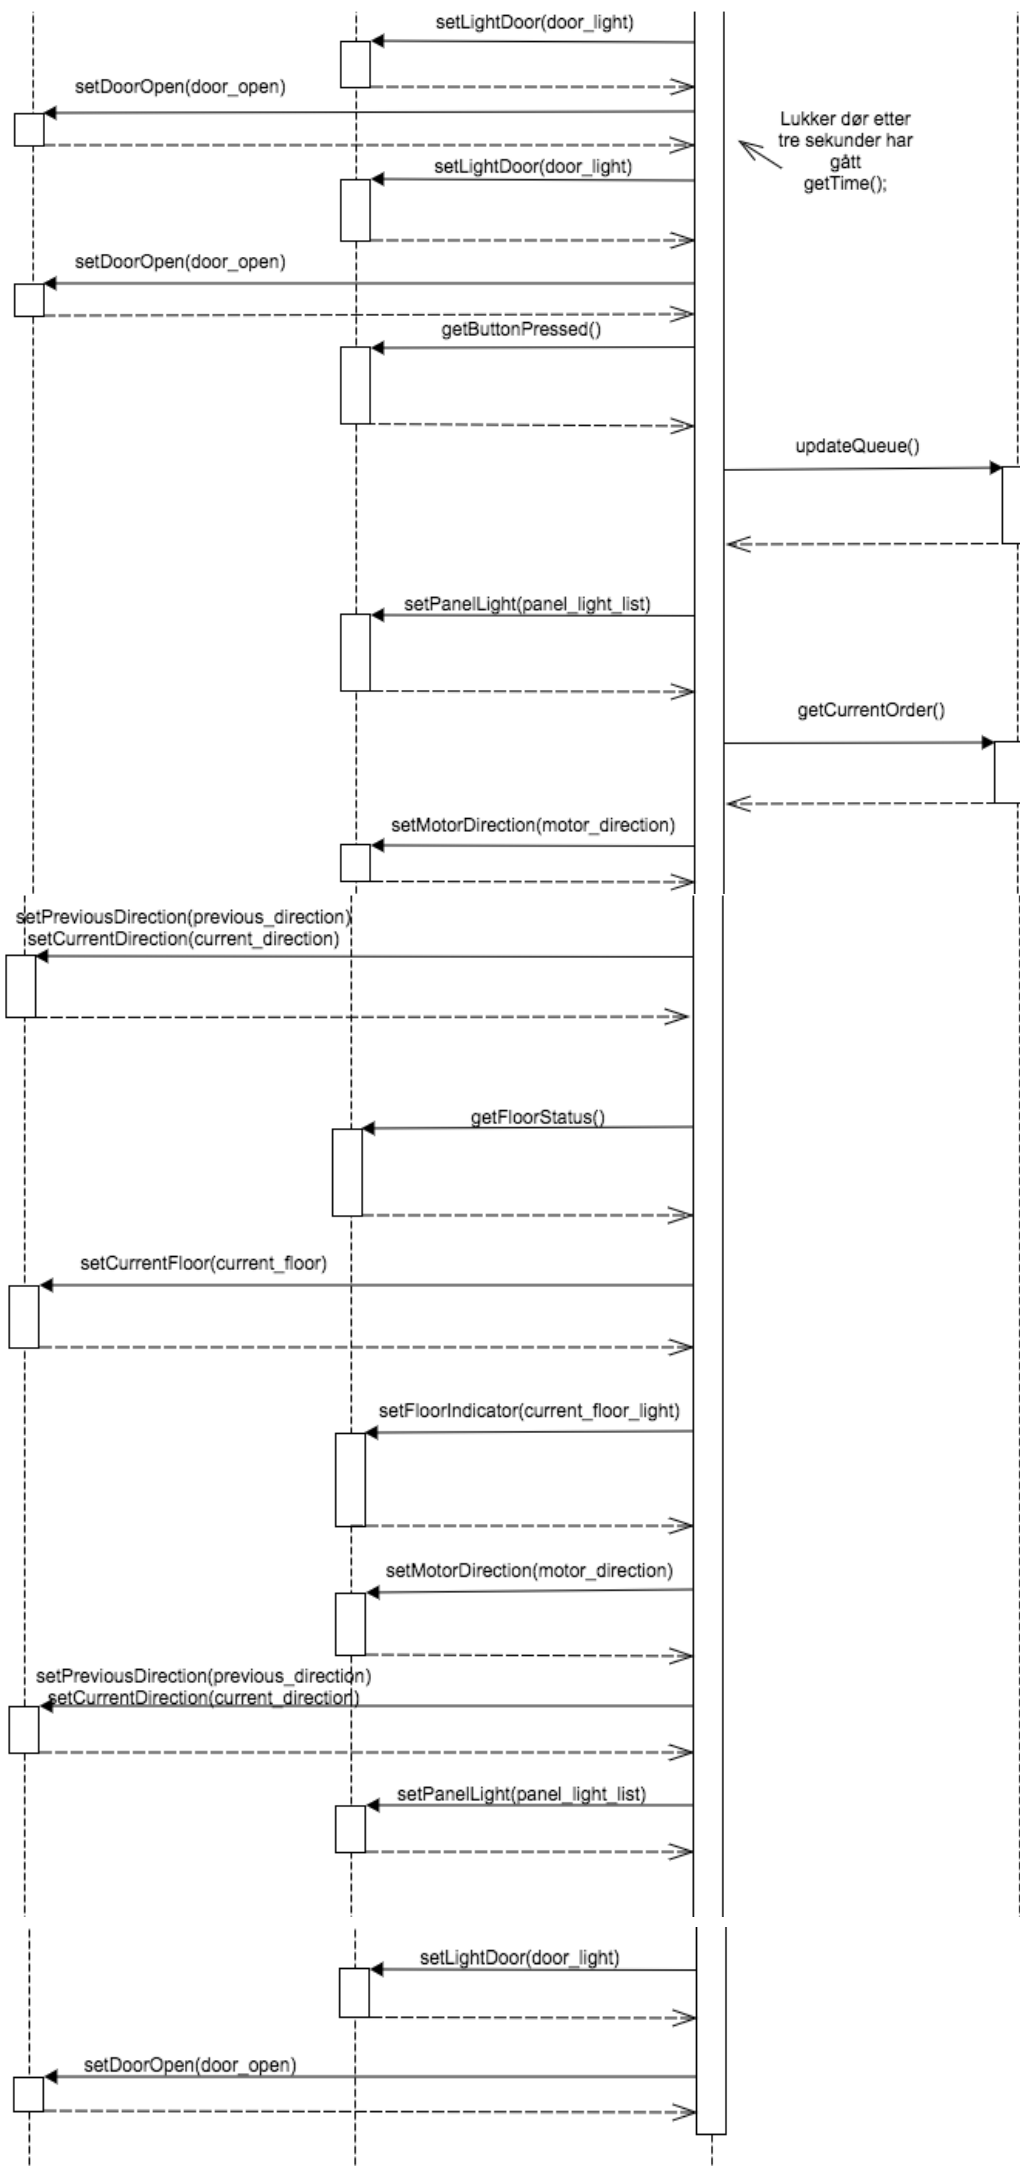 setLightDoor(door_light)
setDoorOpen(door_open)
Lukker dør etter
tre sekunder har
gått
getTime();
setLightDoor(door_light)
setDoorOpen(door_open)
getButtonPressed()
updateQueue()
setPanelLight(panel_light_list)
getCurrentOrder()
setMotorDirection(motor_direction)
setPreviousDirection(previous_direction)
setCurrentDirection(current_direction)
getFloorStatus()
setCurrentFloor(current_floor)
setFloorIndicator(current_floor_light)
setMotorDirection(motor_direction)
setPreviousDirection(previous_direction)
setCurrentDirection(current_direction)
setPanelLight(panel_light_list)
setLightDoor(door_light)
setDoorOpen(door_open)